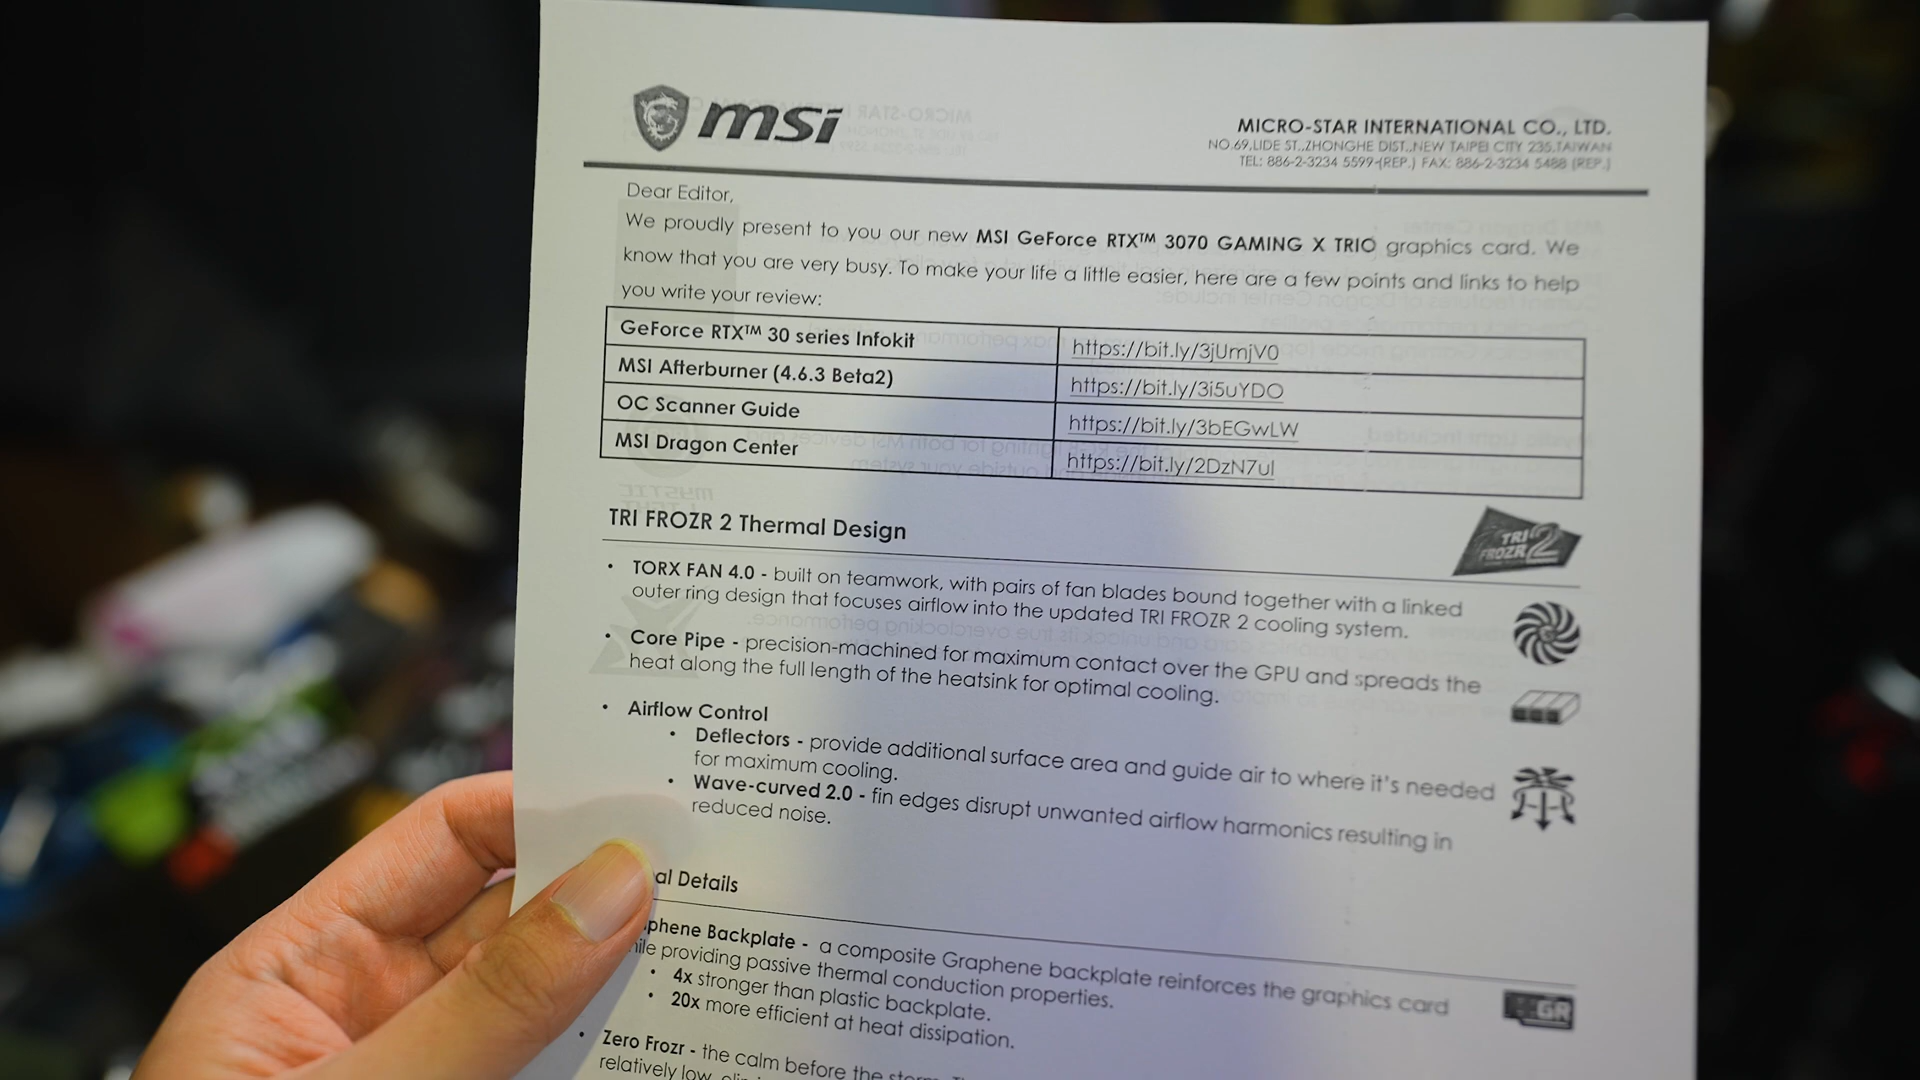 msi
MICRO-STAR INTERNATIONAL CO., LTD.
NO.69,LIDE ST.,ZHONGHE DIST.,NEW TAIPEI CITY 235,TAIWAN
TEL: 886-2-3234 5599 (REP.) FAX: 886-2-3234 5488 (REP.)
Dear Editor,
We proudly present to you our new MSI GeForce RTX™ 3070 GAMING X TRIO graphics card. We
know that you are very busy. To make your life a little easier, here are a few points and links to help
you write your review:
GeForce RTX™ 30 series Infokit https://bit.ly/3jUmjV0
MSI Afterburner (4.6.3 Beta2) https://bit.ly/3i5uYDO
OC Scanner Guide https://bit.ly/3bEGwLW
MSI Dragon Center https://bit.ly/2DzN7uI
TRI FROZR 2 Thermal Design
TRI FROZR 2
• TORX FAN 4.0 - built on teamwork, with pairs of fan blades bound together with a linked
outer ring design that focuses airflow into the updated TRI FROZR 2 cooling system.
• Core Pipe - precision-machined for maximum contact over the GPU and spreads the
heat along the full length of the heatsink for optimal cooling.
• Airflow Control
• Deflectors - provide additional surface area and guide air to where it's needed
for maximum cooling.
• Wave-curved 2.0 - fin edges disrupt unwanted airflow harmonics resulting in
reduced noise.
al Details
phene Backplate - a composite Graphene backplate reinforces the graphics card
ile providing passive thermal conduction properties.
• 4x stronger than plastic backplate.
• 20x more efficient at heat dissipation.
GR
• Zero Frozr - the calm before the
relatively low,